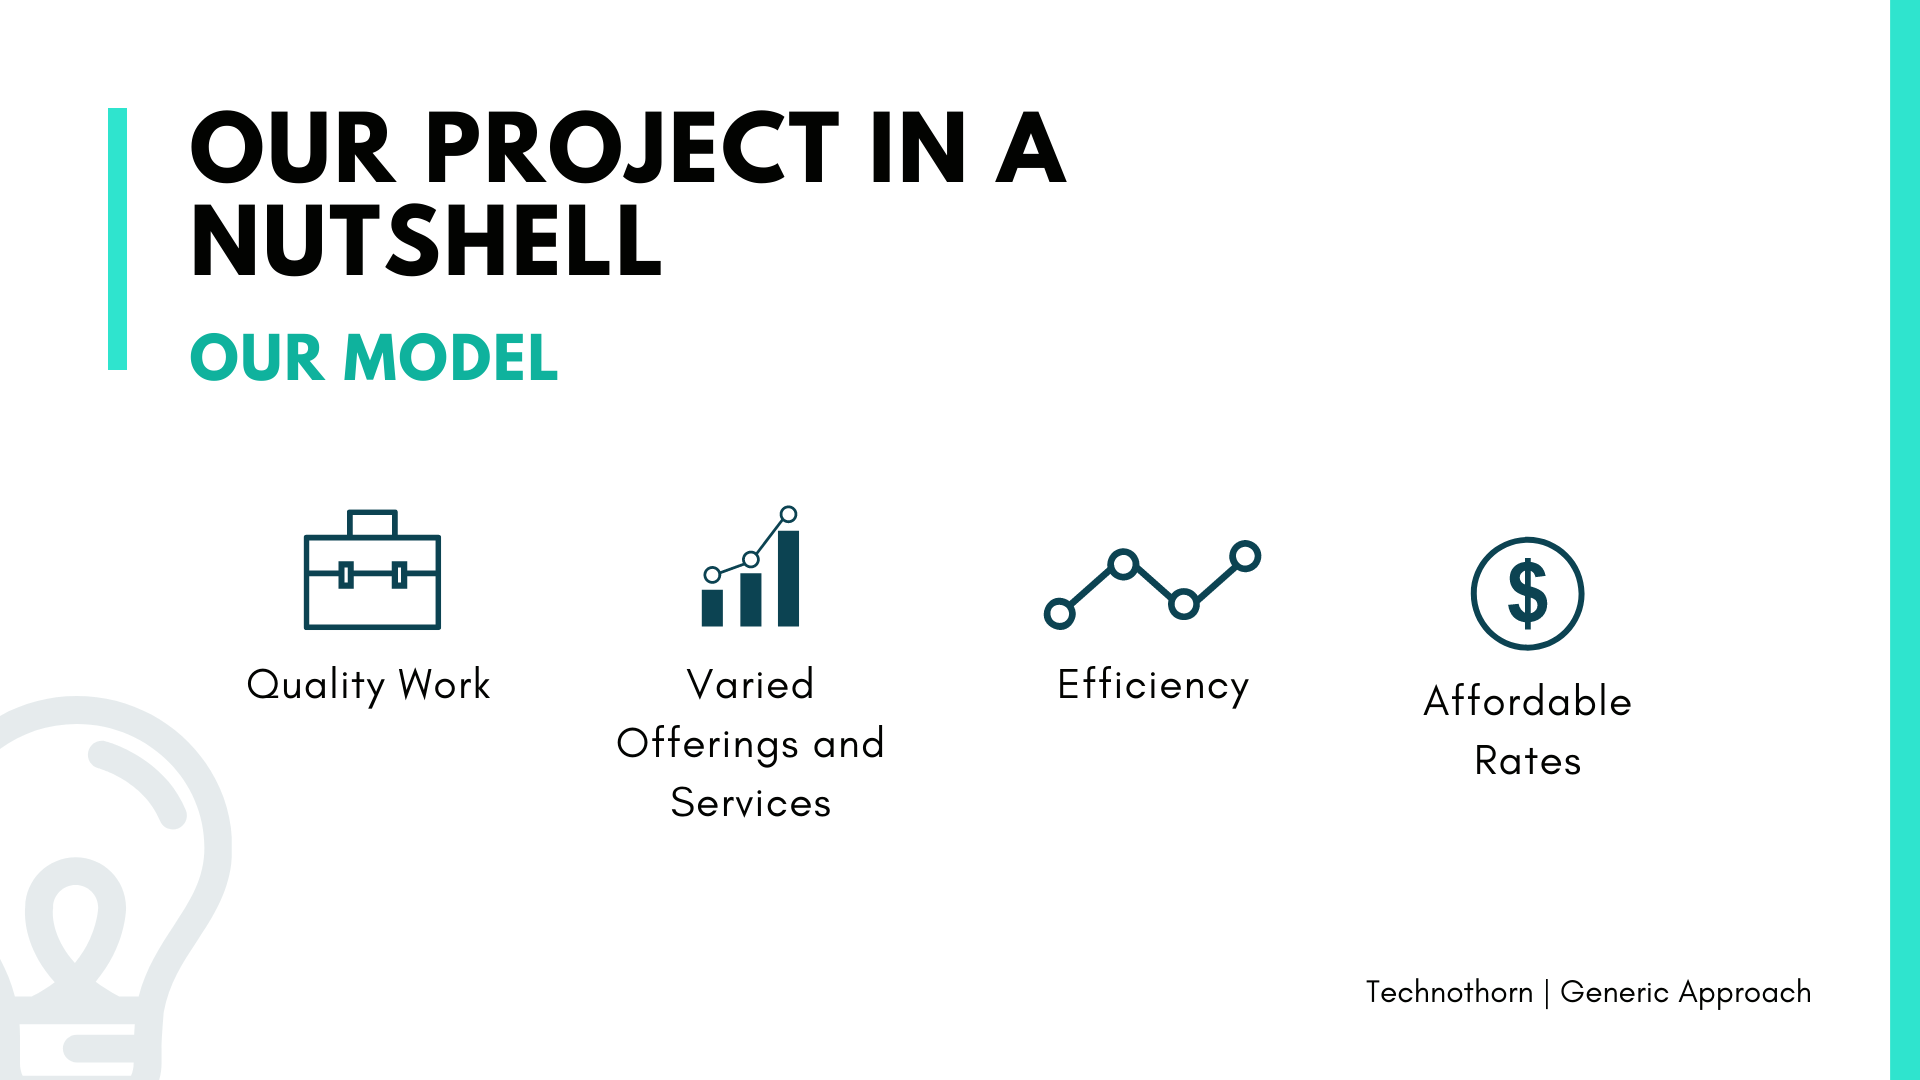 OUR PROJECT IN A
NUTSHELL
OUR MODEL
Quality Work
Varied
Offerings and
Services
Efficiency
$
Affordable
Rates
Technothorn | Generic Approach